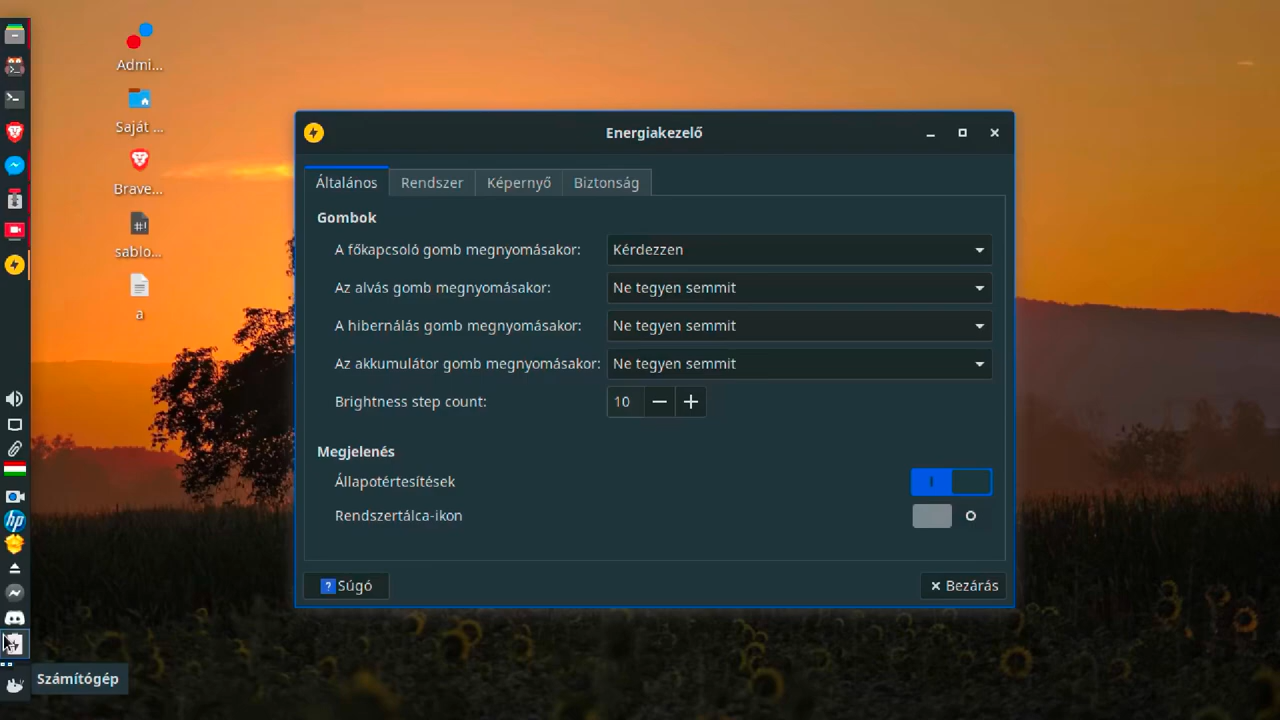 Admi...
Saját ...
Brave...
sablo...
a
Energiakezelő
Általános
Rendszer
Képernyő
Biztonság
Gombok
A főkapcsoló gomb megnyomásakor:
Kérdezzen
Az alvás gomb megnyomásakor:
Ne tegyen semmit
A hibernálás gomb megnyomásakor:
Ne tegyen semmit
Az akkumulátor gomb megnyomásakor:
Ne tegyen semmit
Brightness step count:
10
Megjelenés
Állapotértesítések
Rendszertálca-ikon
Súgó
Bezárás
hp
Számítógép